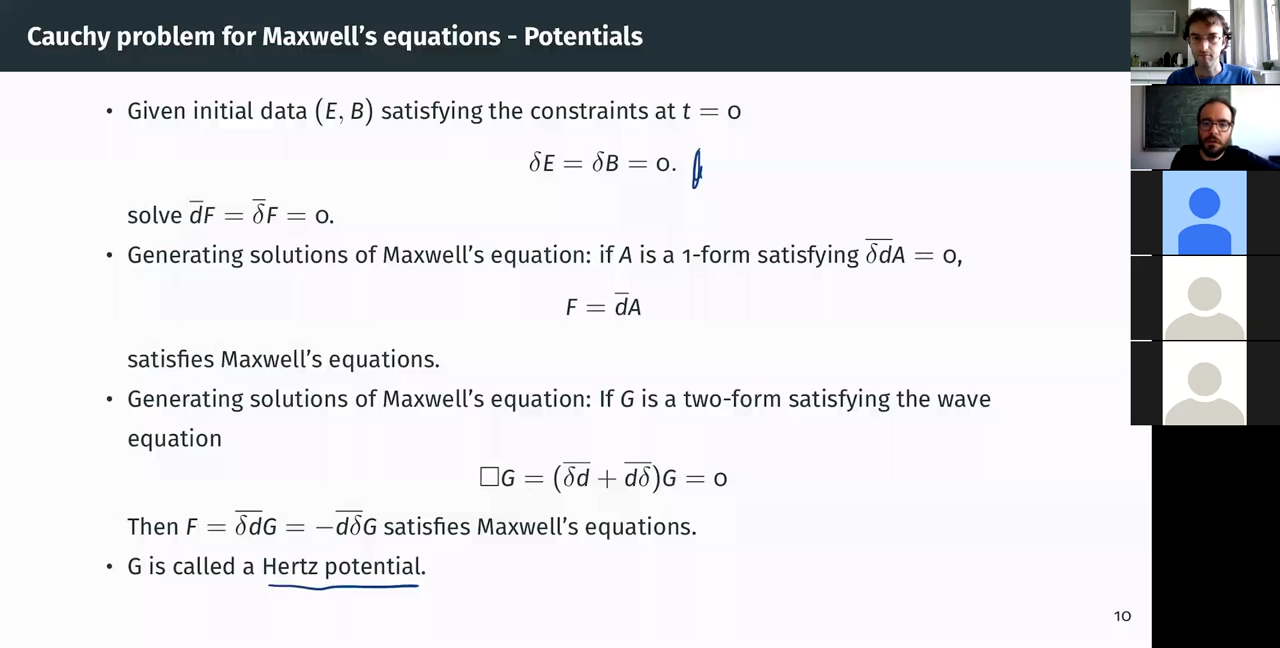 Cauchy problem for Maxwell's equations - Potentials
• Given initial data (E, B) satisfying the constraints at t = 0
δE = δB = 0.
solve d̅F = δ̅F = 0.
• Generating solutions of Maxwell's equation: if A is a 1-form satisfying δ̅d̅A = 0,
F = d̅A
satisfies Maxwell's equations.
• Generating solutions of Maxwell's equation: If G is a two-form satisfying the wave
equation
□G = (δ̅d̅ + d̅δ̅)G = 0
Then F = δ̅d̅G = −d̅δ̅G satisfies Maxwell's equations.
• G is called a Hertz potential.
10